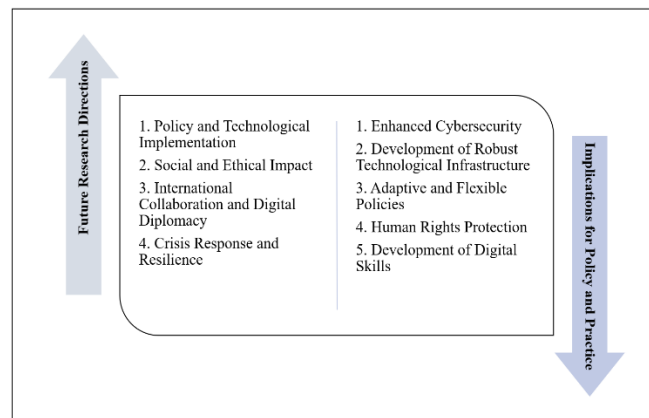 Future Research Directions
1. Policy and Technological
Implementation
2. Social and Ethical Impact
3. International
Collaboration and Digital
Diplomacy
4. Crisis Response and
Resilience
1. Enhanced Cybersecurity
2. Development of Robust
Technological Infrastructure
3. Adaptive and Flexible
Policies
4. Human Rights Protection
5. Development of Digital
Skills
Implications for Policy and Practice